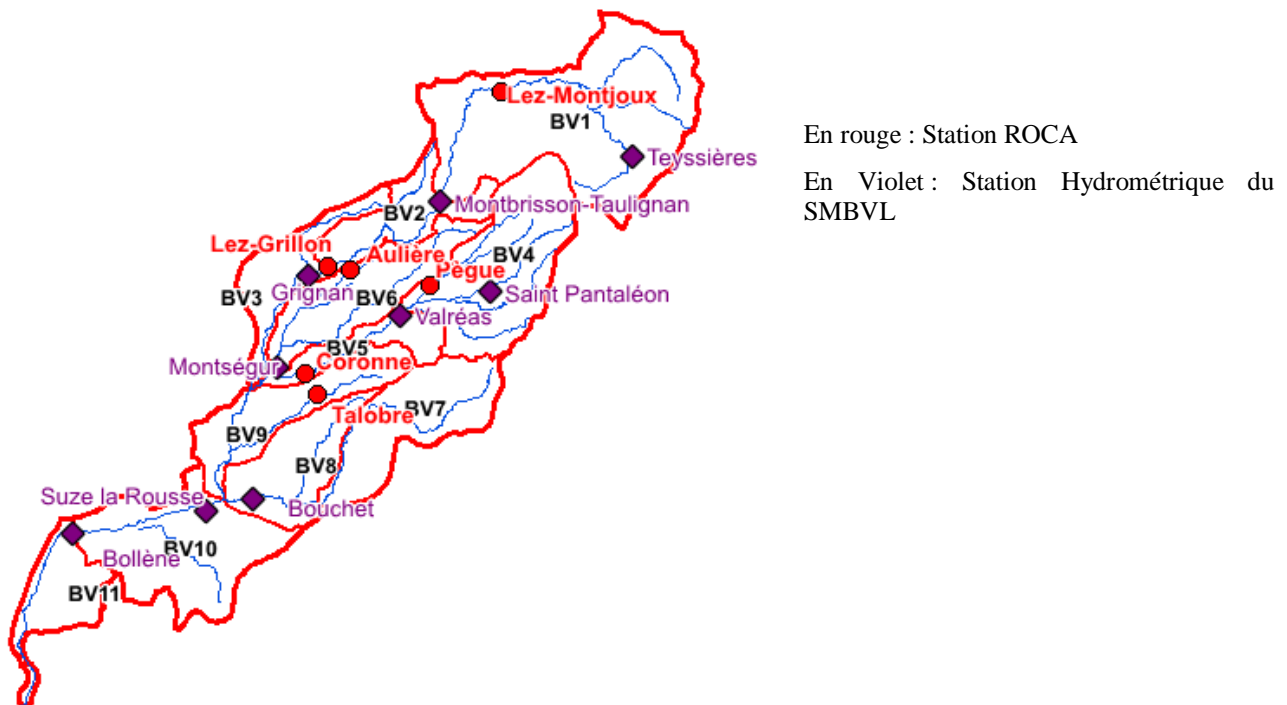 Lez-Montjoux
BV1
Teyssières
Montbrisson-Taulignan
BV2
Lez-Grillon
Aulière
BV4
Pègue
Grignan
BV3
BV6
Saint Pantaléon
Valréas
BV5
Montségur
Coronne
Talobre
BV7
BV9
BV8
Suze la Rousse
Bouchet
BV10
Bollène
BV11
En rouge : Station ROCA
En Violet : Station Hydrométrique du
SMBVL